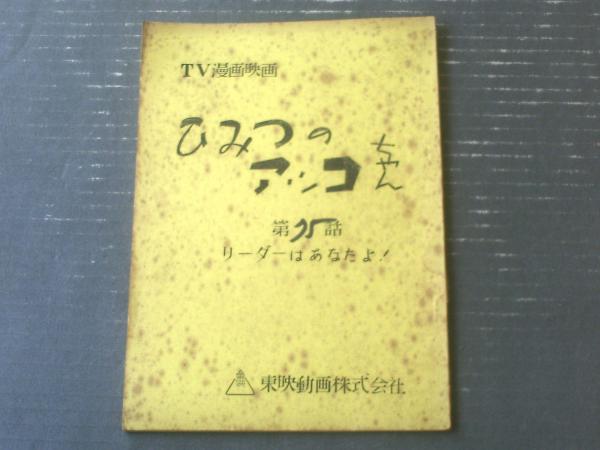 TV漫画映画
ひみつの
アッコちゃん
第75話
リーダーはあなたよ!
東映動画株式会社